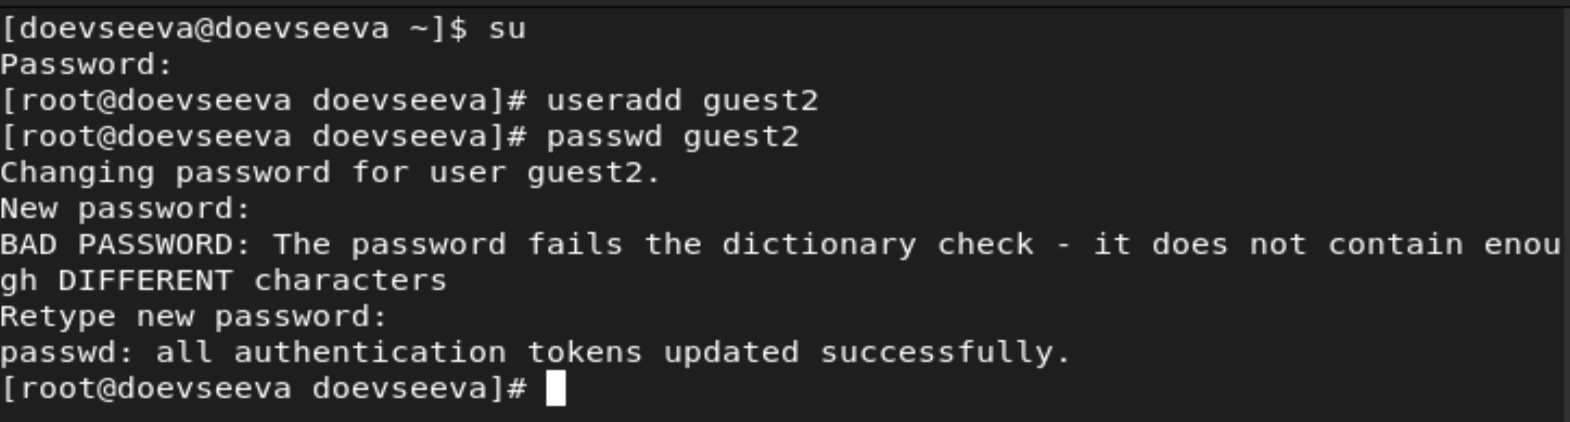 [doevseeva@doevseeva ~]$ su
Password:
[root@doevseeva doevseeva]# useradd guest2
[root@doevseeva doevseeva]# passwd guest2
Changing password for user guest2.
New password:
BAD PASSWORD: The password fails the dictionary check - it does not contain enou
gh DIFFERENT characters
Retype new password:
passwd: all authentication tokens updated successfully.
[root@doevseeva doevseeva]#